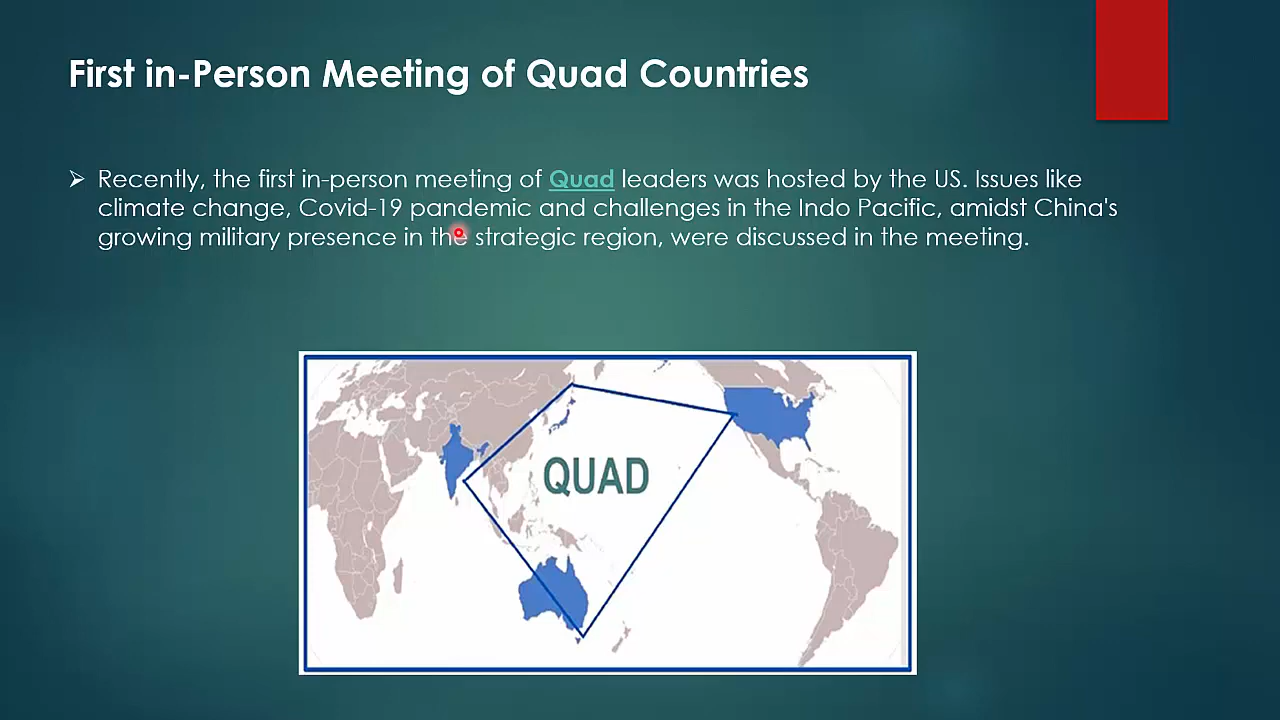 First in-Person Meeting of Quad Countries
Recently, the first in-person meeting of Quad leaders was hosted by the US. Issues like
climate change, Covid-19 pandemic and challenges in the Indo Pacific, amidst China's
growing military presence in the strategic region, were discussed in the meeting.
QUAD